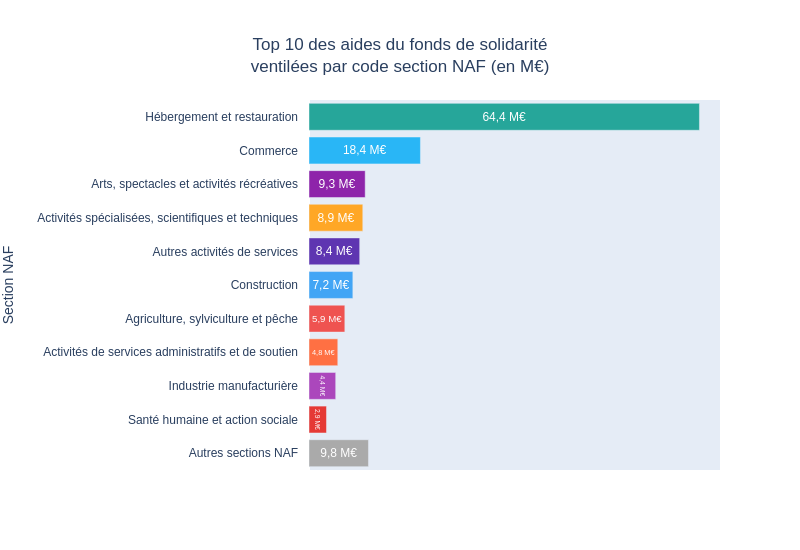 Top 10 des aides du fonds de solidarité
ventilées par code section NAF (en M€)
Section NAF
Hébergement et restauration 64,4 M€
Commerce 18,4 M€
Arts, spectacles et activités récréatives 9,3 M€
Activités spécialisées, scientifiques et techniques 8,9 M€
Autres activités de services 8,4 M€
Construction 7,2 M€
Agriculture, sylviculture et pêche 5,9 M€
Activités de services administratifs et de soutien 4,8 M€
Industrie manufacturière 4,4 M€
Santé humaine et action sociale 2,9 M€
Autres sections NAF 9,8 M€